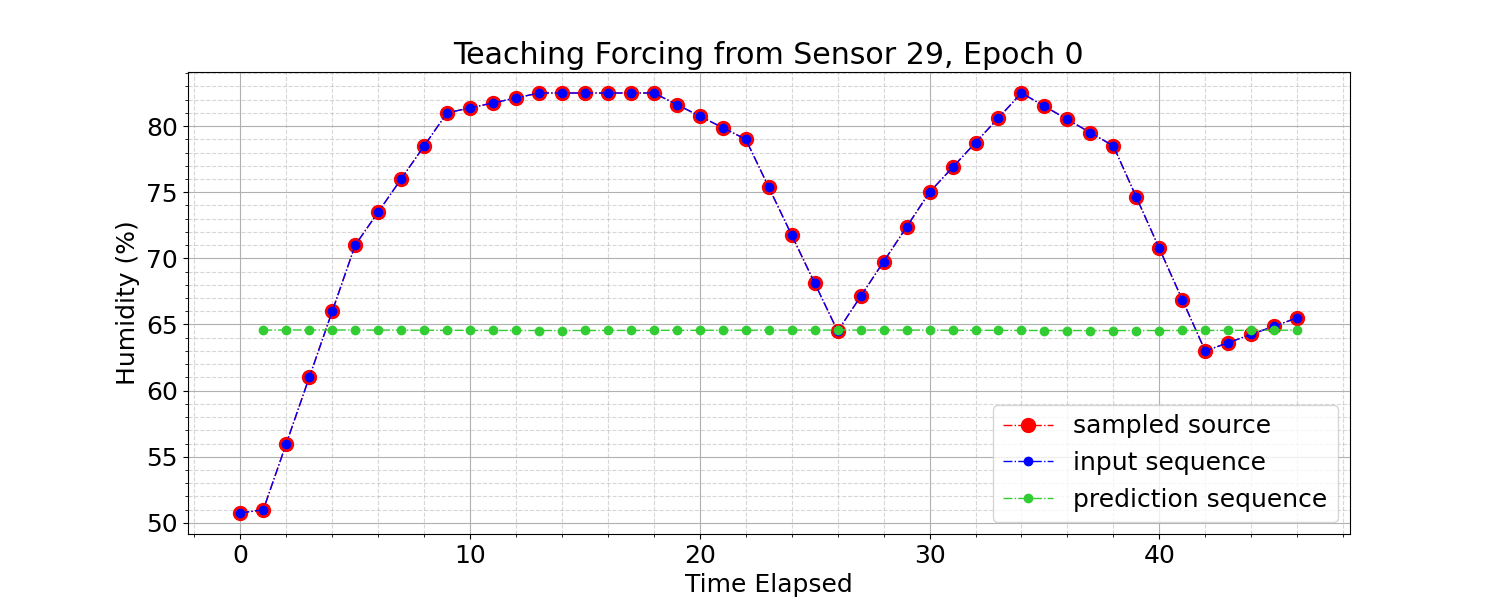 Teaching Forcing from Sensor 29, Epoch 0
Humidity (%)
80
75
70
65
60
55
50
sampled source
input sequence
prediction sequence
0 10 20 30 40
Time Elapsed